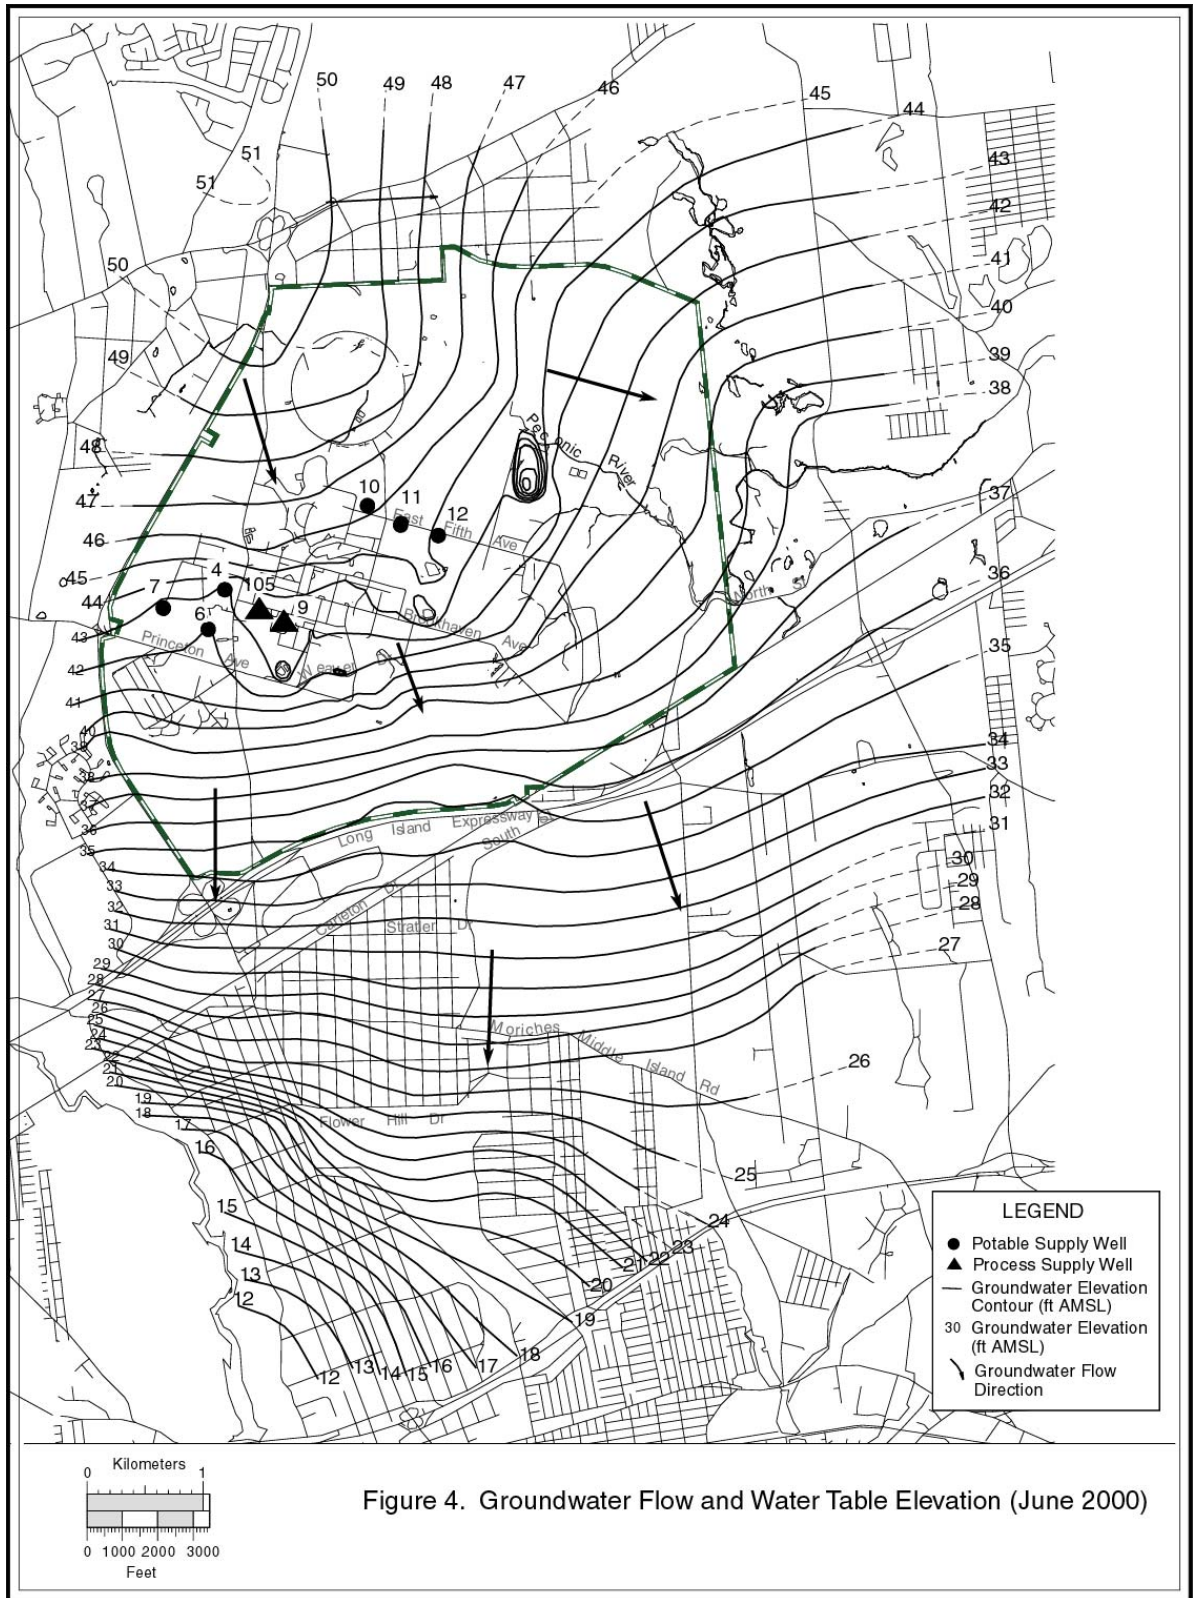 50 49 48 47 46 45
44
51
51
43
42
41
50
40
39
49
38
Peconic
River
48
47
37
10
11
12
East Fifth Ave
46
36
45
4
105
44
7
9
North St
6
Brookhaven Ave
43
Princeton Ave
Weaver Dr
35
42
41
40
39
34
38
33
37
32
36
Long Island Expressway
31
South St
35
34
30
33
29
32
Carleton Dr
28
31
Stratler Dr
30
27
29
28
27
26
25
Moriches Middle Island Rd
24
23
26
22
21
20
19
18
Flower Hill Dr
17
16
25
15
24
14
23
22
21
13
20
12
19
18
12 13 14 15 16 17
LEGEND
Potable Supply Well
Process Supply Well
Groundwater Elevation
Contour (ft AMSL)
30 Groundwater Elevation
(ft AMSL)
Groundwater Flow
Direction
Kilometers
0 1
0 1000 2000 3000
Feet
Figure 4. Groundwater Flow and Water Table Elevation (June 2000)